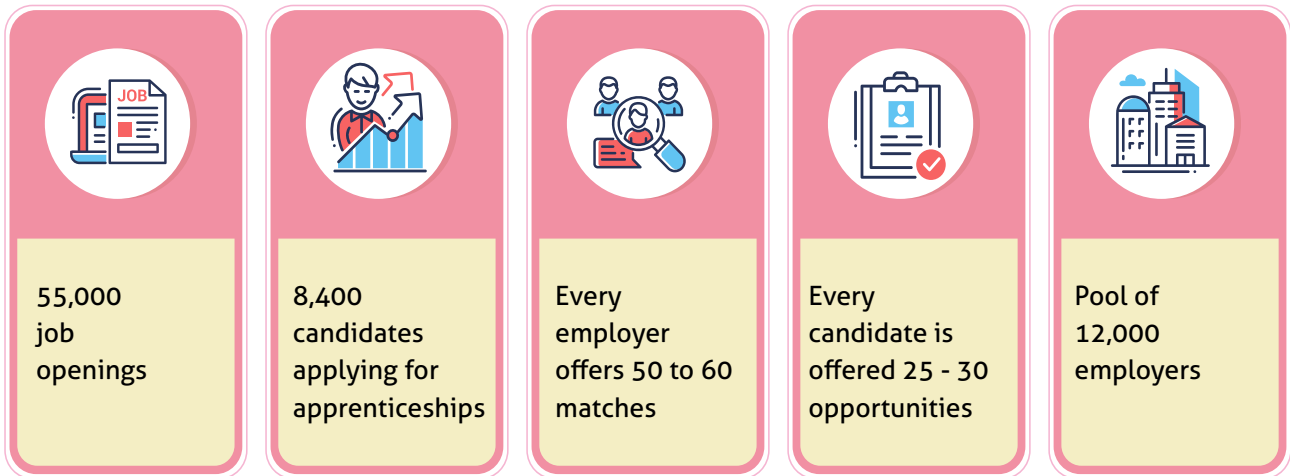 JOB
55,000
job
openings
8,400
candidates
applying for
apprenticeships
Every
employer
offers 50 to 60
matches
Every
candidate is
offered 25 - 30
opportunities
Pool of
12,000
employers